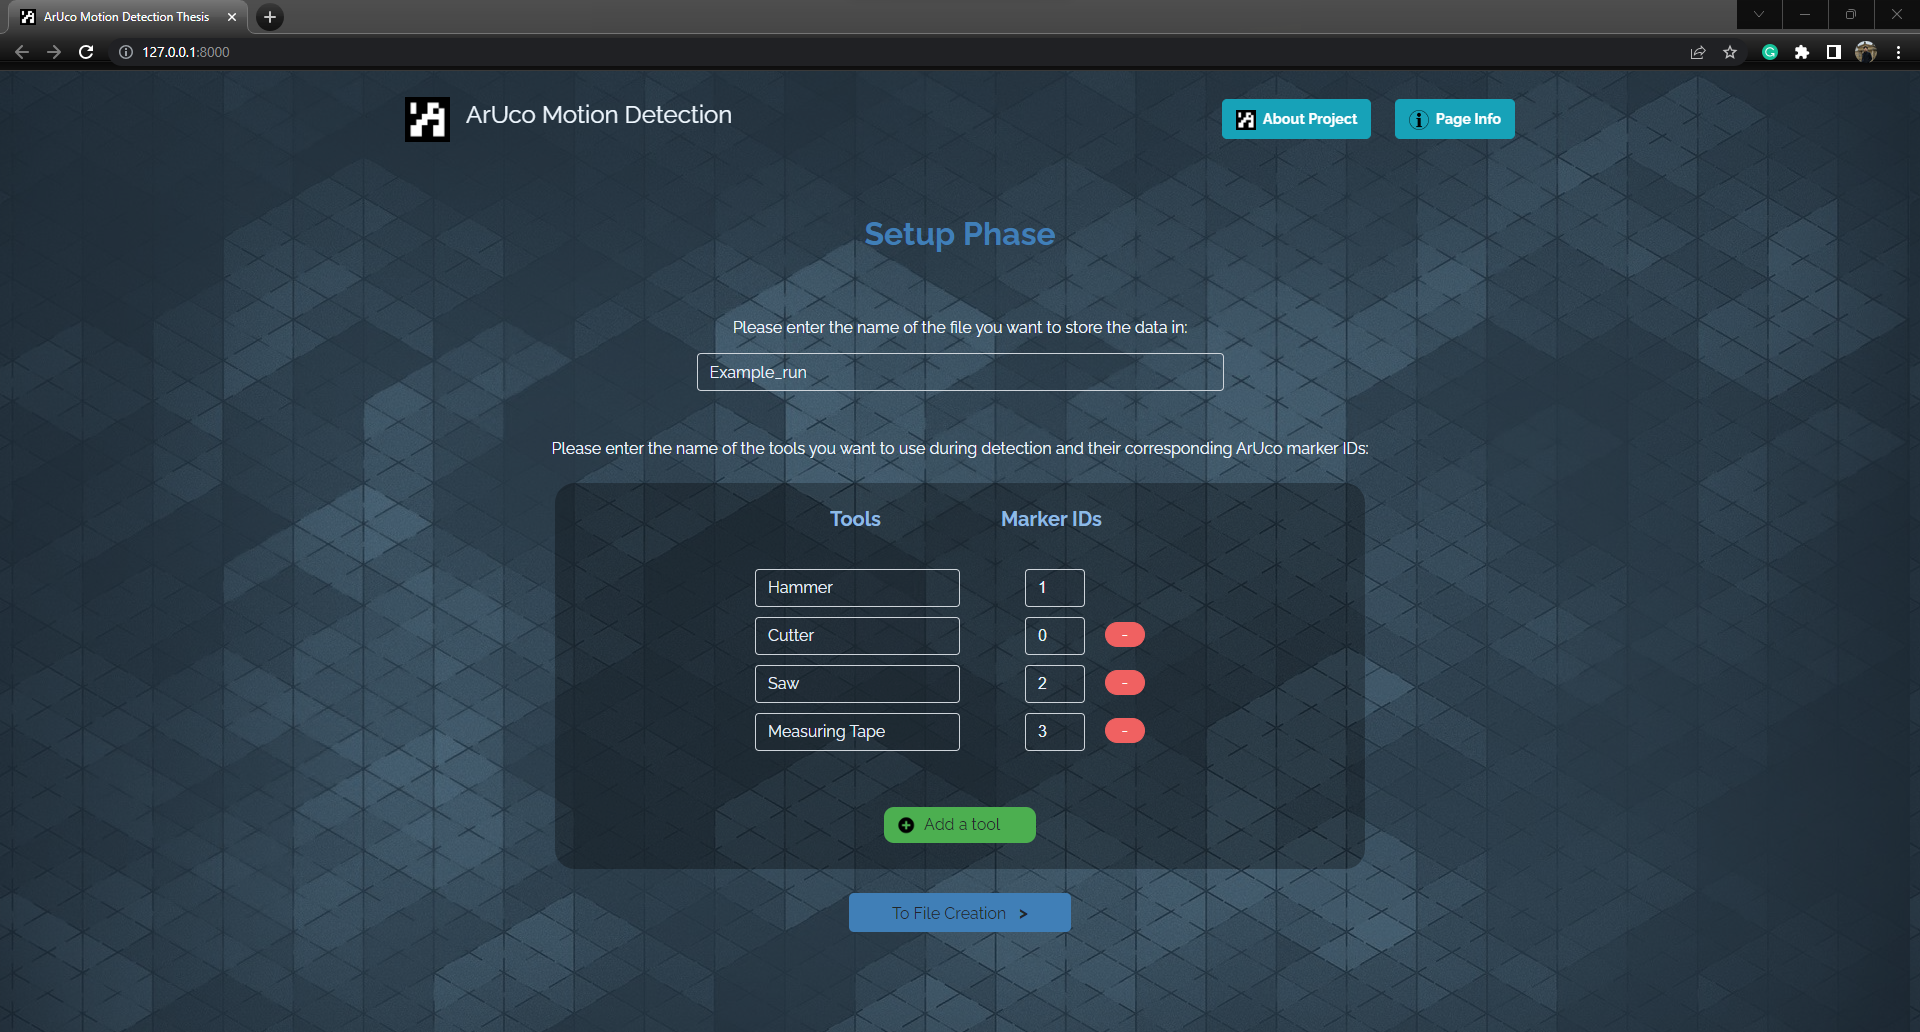 ArUco Motion Detection Thesis
127.0.0.1:8000
ArUco Motion Detection
About Project
Page Info
Setup Phase
Please enter the name of the file you want to store the data in:
Example_run
Please enter the name of the tools you want to use during detection and their corresponding ArUco marker IDs:
Tools Marker IDs
Hammer 1
Cutter 0 -
Saw 2 -
Measuring Tape 3 -
Add a tool
To File Creation >